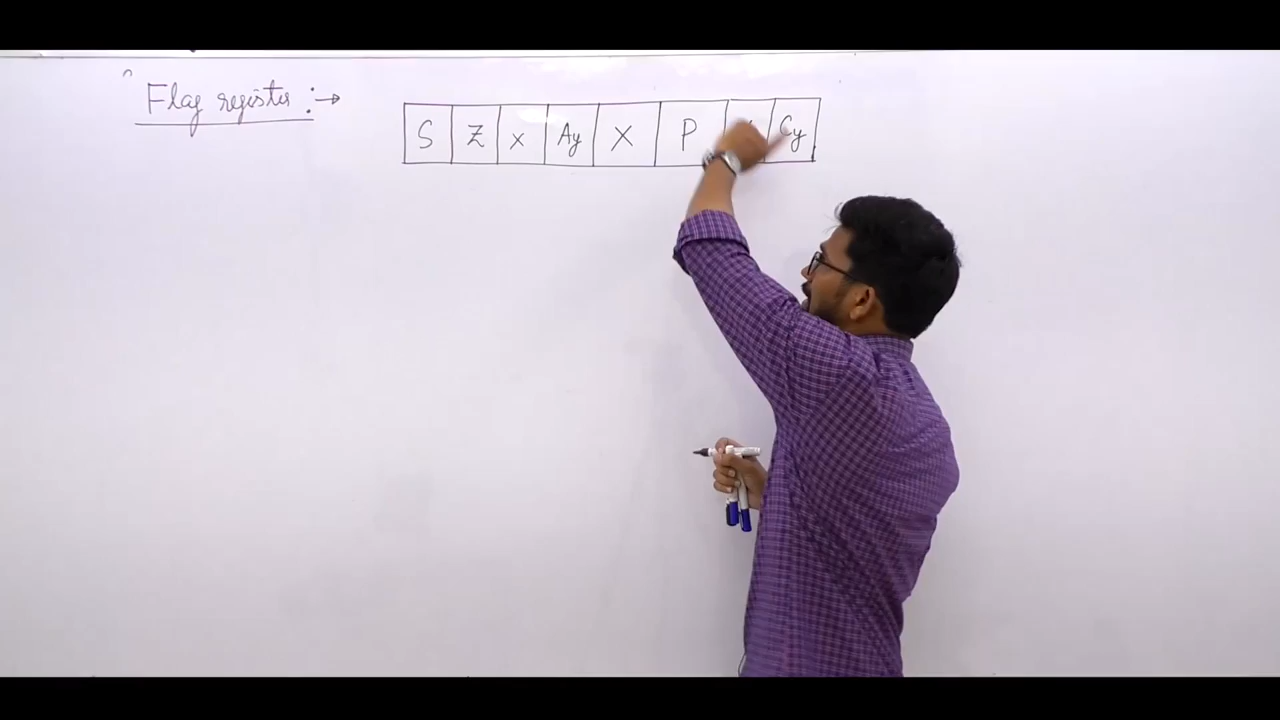 Flag register :→
S Z x Ay X P Cy